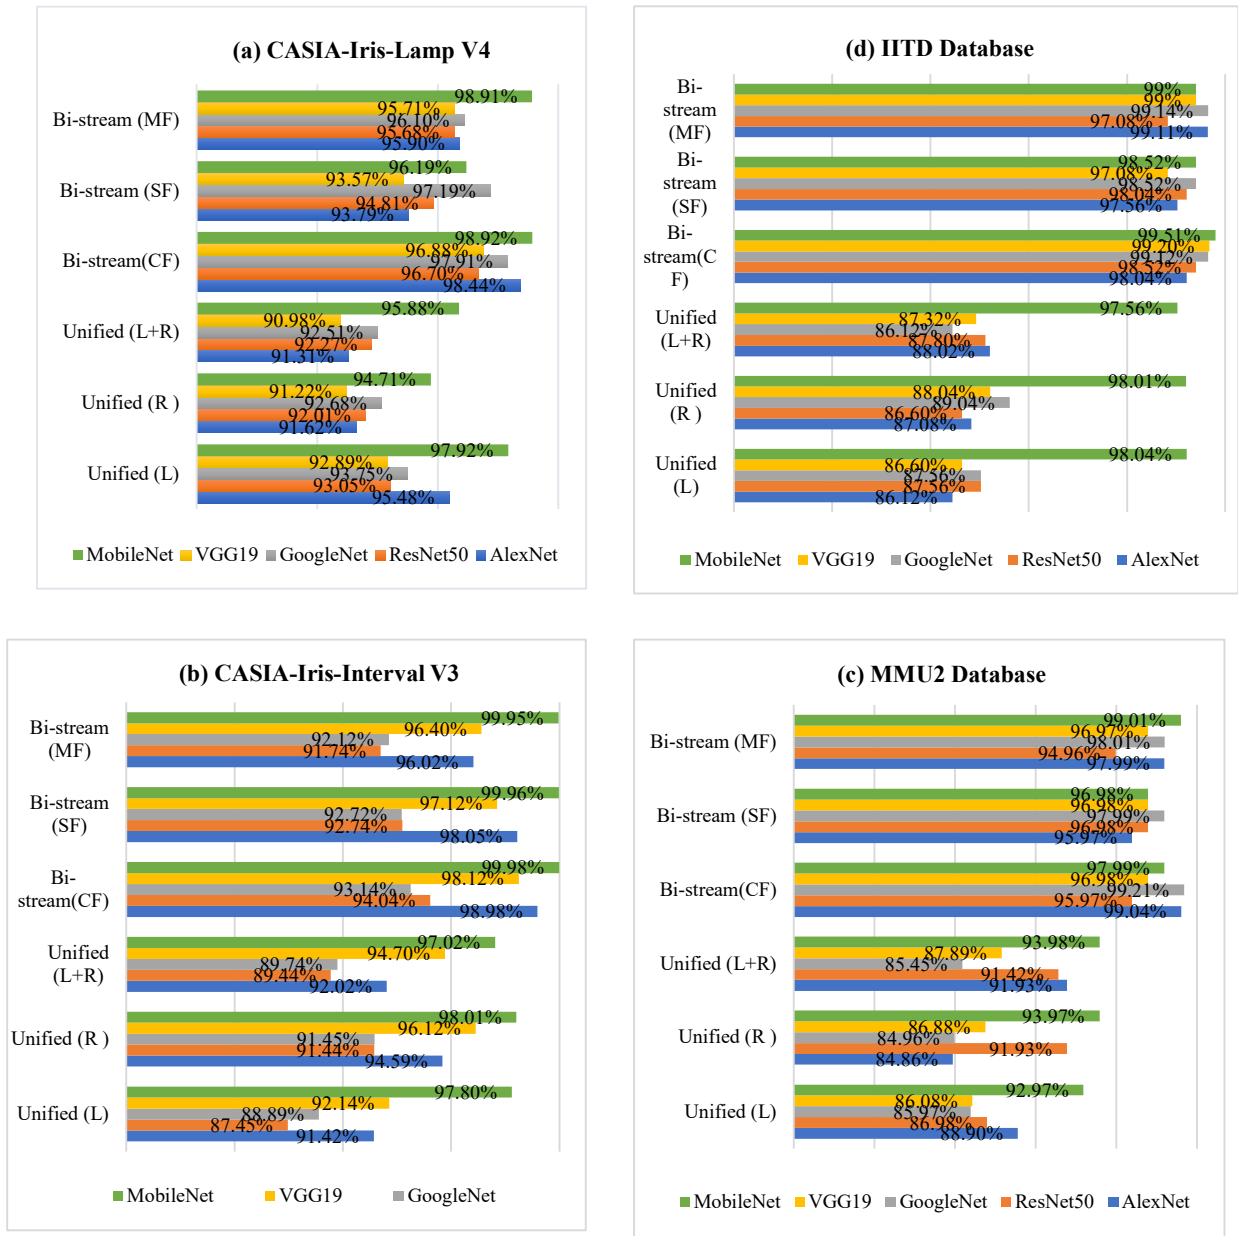 (a) CASIA-Iris-Lamp V4
Bi-stream (MF)
98.91%
95.71%
96.10%
95.68%
95.90%
Bi-stream (SF)
96.19%
93.57%
97.19%
94.81%
93.79%
Bi-stream(CF)
98.92%
96.88%
97.91%
96.70%
98.44%
Unified (L+R)
95.88%
90.98%
92.51%
92.27%
91.31%
Unified (R )
94.71%
91.22%
92.68%
92.01%
91.62%
Unified (L)
97.92%
92.89%
93.75%
93.05%
95.48%
MobileNet VGG19 GoogleNet ResNet50 AlexNet
(d) IITD Database
Bi-
stream
(MF)
99%
99%
99.14%
97.08%
99.11%
Bi-
stream
(SF)
98.52%
97.08%
98.52%
98.04%
97.56%
Bi-
stream(C
F)
99.51%
99.20%
99.12%
98.52%
98.04%
Unified
(L+R)
97.56%
87.32%
86.12%
87.80%
88.02%
Unified
(R )
98.01%
88.04%
89.04%
86.60%
87.08%
Unified
(L)
98.04%
86.60%
87.56%
87.56%
86.12%
MobileNet VGG19 GoogleNet ResNet50 AlexNet
(b) CASIA-Iris-Interval V3
Bi-stream
(MF)
99.95%
96.40%
92.12%
91.74%
96.02%
Bi-stream
(SF)
99.96%
97.12%
92.72%
92.74%
98.05%
Bi-
stream(CF)
99.98%
98.12%
93.14%
94.04%
98.98%
Unified
(L+R)
97.02%
94.70%
89.74%
89.44%
92.02%
Unified (R )
98.01%
96.12%
91.45%
91.44%
94.59%
Unified (L)
97.80%
92.14%
88.89%
87.45%
91.42%
MobileNet VGG19 GoogleNet
(c) MMU2 Database
Bi-stream (MF)
99.01%
96.97%
98.01%
94.96%
97.99%
Bi-stream (SF)
96.98%
96.98%
97.99%
96.98%
95.97%
Bi-stream(CF)
97.99%
96.98%
99.21%
95.97%
99.04%
Unified (L+R)
93.98%
87.89%
85.45%
91.42%
91.93%
Unified (R )
93.97%
86.88%
84.96%
91.93%
84.86%
Unified (L)
92.97%
86.08%
85.97%
86.98%
88.90%
MobileNet VGG19 GoogleNet ResNet50 AlexNet